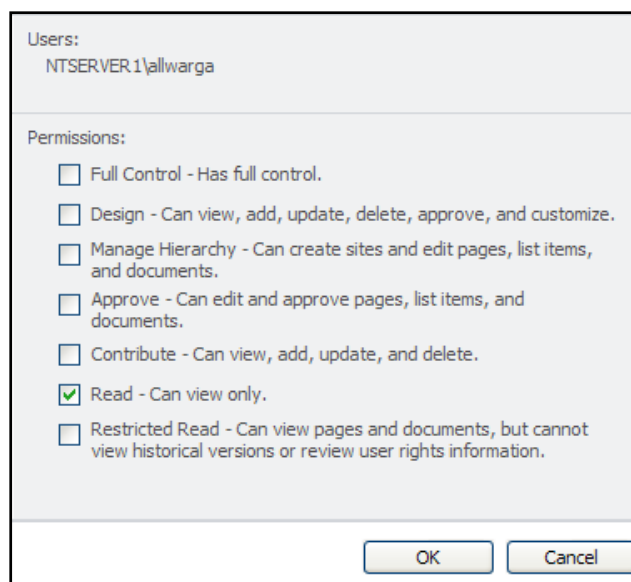 Users:
NTSERVER1\allwarga
Permissions:
Full Control - Has full control.
Design - Can view, add, update, delete, approve, and customize.
Manage Hierarchy - Can create sites and edit pages, list items,
and documents.
Approve - Can edit and approve pages, list items, and
documents.
Contribute - Can view, add, update, and delete.
Read - Can view only.
Restricted Read - Can view pages and documents, but cannot
view historical versions or review user rights information.
OK Cancel